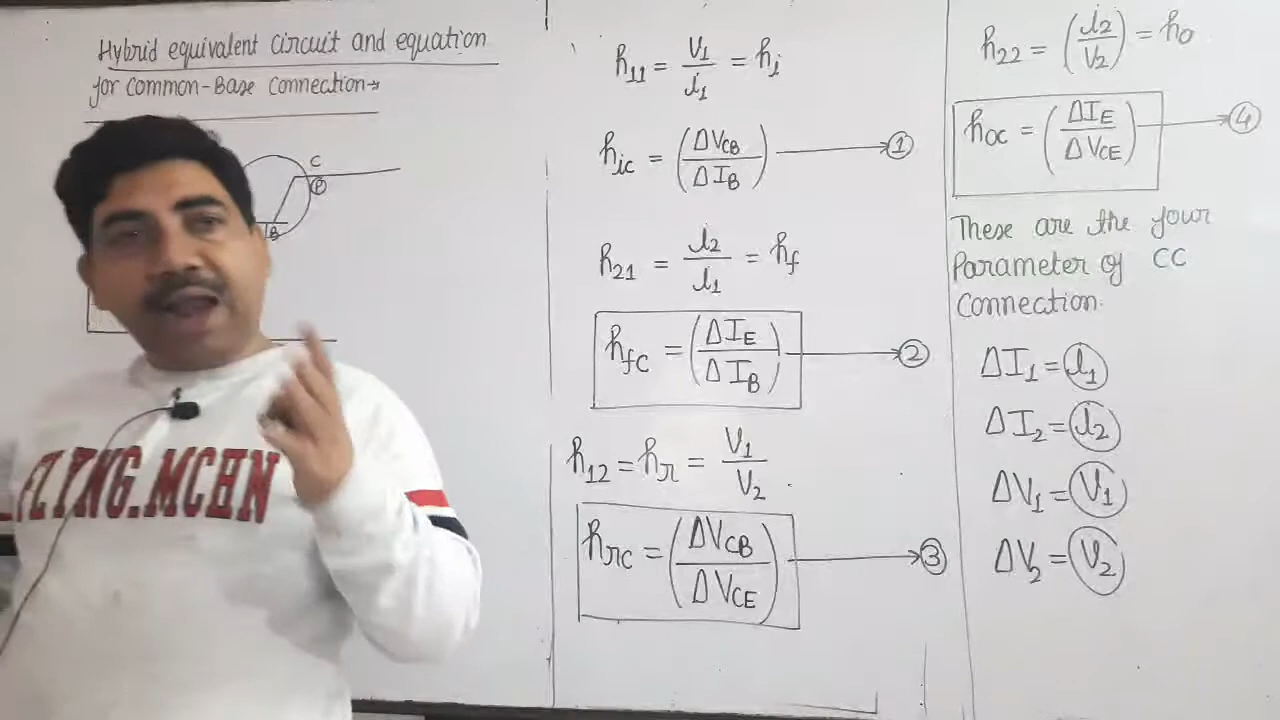 Hybrid equivalent circuit and equation
for Common-Base Connection→
C
B
h11 = V1/i1 = hi
hic = (ΔVCB/ΔIB) → 1
h21 = i2/i1 = hf
hfc = (ΔIE/ΔIB) → 2
h12 = hr = V1/V2
hrc = (ΔVCB/ΔVCE) → 3
h22 = (i2/V2) = ho
hoc = (ΔIE/ΔVCE) → 4
These are the four
Parameter of CC
Connection.
ΔI1 = i1
ΔI2 = i2
ΔV1 = V1
ΔV2 = V2
FLYNG.MCHN